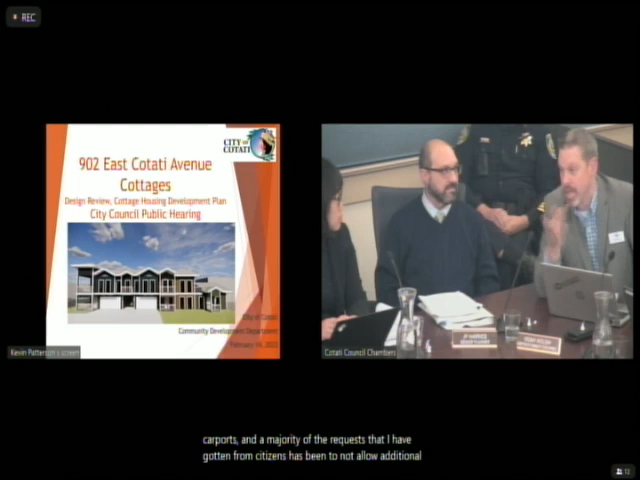 REC
CITY OF
COTATI
902 East Cotati Avenue
Cottages
Design Review, Cottage Housing Development Plan
City Council Public Hearing
City of Cotati
Community Development Department
Kevin Patterson's screen
Cotati Council Chambers
carports, and a majority of the requests that I have
gotten from citizens has been to not allow additional